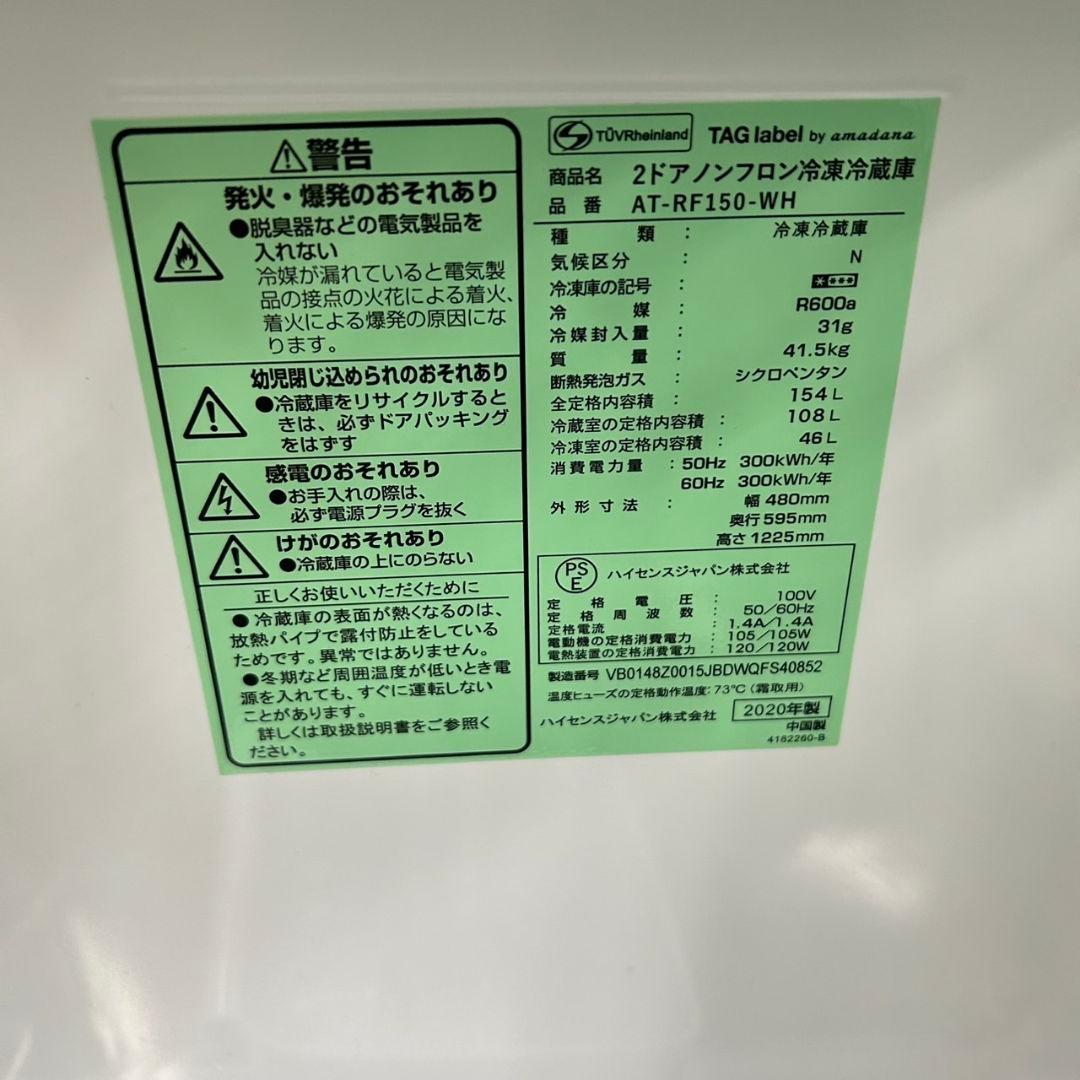 警告
発火・爆発のおそれあり
●脱臭器などの電気製品を
入れない
冷媒が漏れていると電気製
品の接点の火花による着火、
着火による爆発の原因にな
ります。
幼児閉じ込められのおそれあり
●冷蔵庫をリサイクルすると
きは、必ずドアパッキング
をはずす
感電のおそれあり
●お手入れの際は、
必ず電源プラグを抜く
けがのおそれあり
●冷蔵庫の上にのらない
正しくお使いいただくために
●冷蔵庫の表面が熱くなるのは、
放熱パイプで露付防止をしている
ためです。異常ではありません。
●冬期など周囲温度が低いとき電
源を入れても、すぐに運転しない
ことがあります。
詳しくは取扱説明書をご参照く
ださい。
TÜVRheinland TAG label by amadana
商品名 2ドアノンフロン冷凍冷蔵庫
品番 AT-RF150-WH
種類 : 冷凍冷蔵庫
気候区分 : N
冷凍庫の記号 : ****
冷媒 : R600a
冷媒封入量 : 31g
質量 : 41.5kg
断熱発泡ガス : シクロペンタン
全定格内容積 : 154L
冷蔵室の定格内容積 : 108L
冷凍室の定格内容積 : 46L
消費電力量 : 50Hz 300kWh/年
60Hz 300kWh/年
外形寸法 : 幅 480mm
奥行 595mm
高さ 1225mm
PSE ハイセンスジャパン株式会社
定格電圧 : 100V
定格周波数 : 50/60Hz
定格電流 : 1.4A/1.4A
電動機の定格消費電力 : 105/105W
電熱装置の定格消費電力 : 120/120W
製造番号 VB0148Z0015JBDWQFS40852
温度ヒューズの定格動作温度:73℃(霜取用)
ハイセンスジャパン株式会社 2020年製
中国製
4182260-B